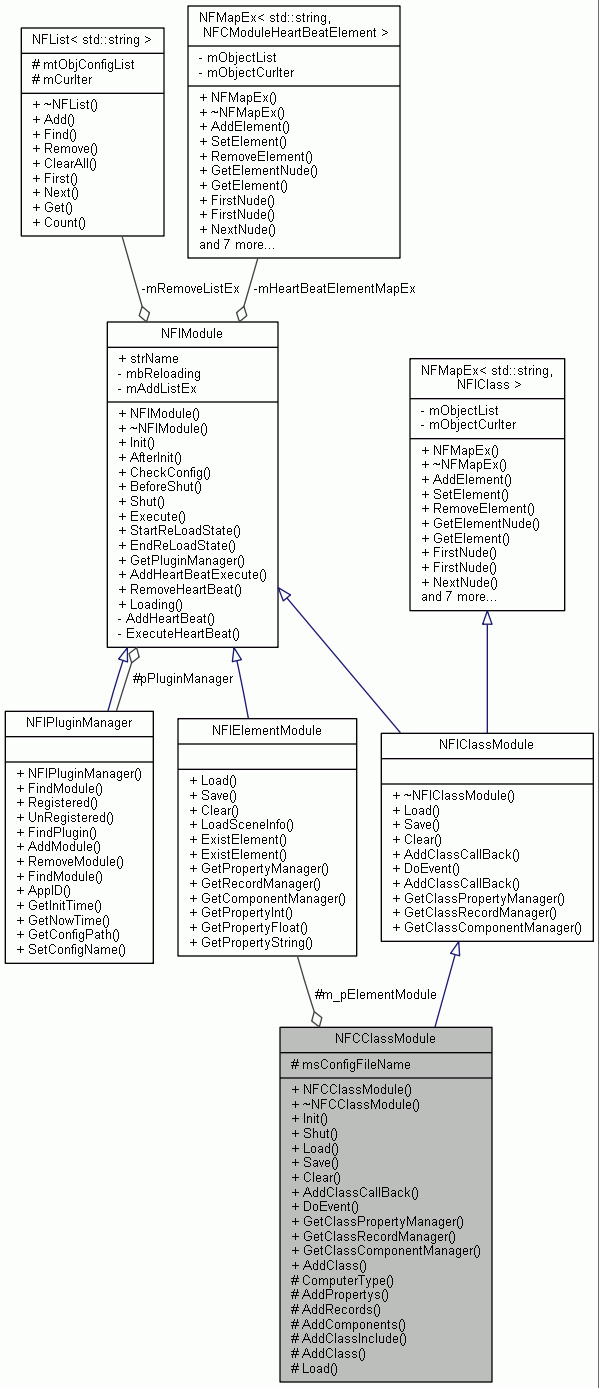 NFList< std::string >
# mtObjConfigList
# mCurIter
+ ~NFList()
+ Add()
+ Find()
+ Remove()
+ ClearAll()
+ First()
+ Next()
+ Get()
+ Count()
NFMapEx< std::string,
NFCModuleHeartBeatElement >
- mObjectList
- mObjectCurIter
+ NFMapEx()
+ ~NFMapEx()
+ AddElement()
+ SetElement()
+ RemoveElement()
+ GetElementNude()
+ GetElement()
+ FirstNude()
+ FirstNude()
+ NextNude()
and 7 more...
-mRemoveListEx
-mHeartBeatElementMapEx
NFIModule
+ strName
- mbReloading
- mAddListEx
+ NFIModule()
+ ~NFIModule()
+ Init()
+ AfterInit()
+ CheckConfig()
+ BeforeShut()
+ Shut()
+ Execute()
+ StartReLoadState()
+ EndReLoadState()
+ GetPluginManager()
+ AddHeartBeatExecute()
+ RemoveHeartBeat()
+ Loading()
- AddHeartBeat()
- ExecuteHeartBeat()
NFMapEx< std::string,
NFIClass >
- mObjectList
- mObjectCurIter
+ NFMapEx()
+ ~NFMapEx()
+ AddElement()
+ SetElement()
+ RemoveElement()
+ GetElementNude()
+ GetElement()
+ FirstNude()
+ FirstNude()
+ NextNude()
and 7 more...
#pPluginManager
NFIPluginManager
+ NFIPluginManager()
+ FindModule()
+ Registered()
+ UnRegistered()
+ FindPlugin()
+ AddModule()
+ RemoveModule()
+ FindModule()
+ AppID()
+ GetInitTime()
+ GetNowTime()
+ GetConfigPath()
+ SetConfigName()
NFIElementModule
+ Load()
+ Save()
+ Clear()
+ LoadSceneInfo()
+ ExistElement()
+ ExistElement()
+ GetPropertyManager()
+ GetRecordManager()
+ GetComponentManager()
+ GetPropertyInt()
+ GetPropertyFloat()
+ GetPropertyString()
NFIClassModule
+ ~NFIClassModule()
+ Load()
+ Save()
+ Clear()
+ AddClassCallBack()
+ DoEvent()
+ AddClassCallBack()
+ GetClassPropertyManager()
+ GetClassRecordManager()
+ GetClassComponentManager()
#m_pElementModule
NFCClassModule
# msConfigFileName
+ NFCClassModule()
+ ~NFCClassModule()
+ Init()
+ Shut()
+ Load()
+ Save()
+ Clear()
+ AddClassCallBack()
+ DoEvent()
+ GetClassPropertyManager()
+ GetClassRecordManager()
+ GetClassComponentManager()
+ AddClass()
# ComputerType()
# AddPropertys()
# AddRecords()
# AddComponents()
# AddClassInclude()
# AddClass()
# Load()